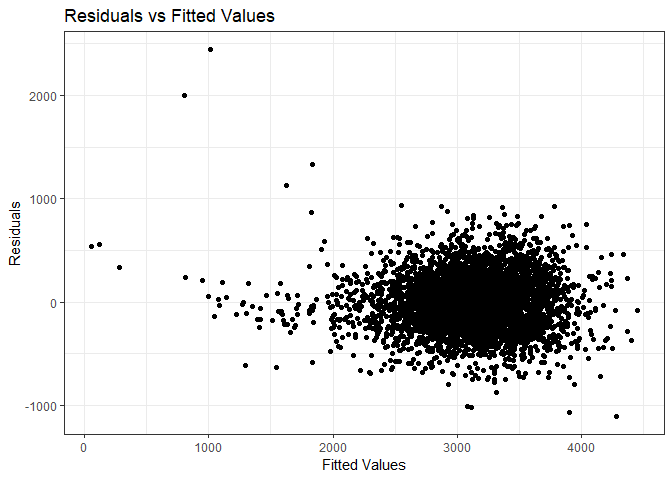 Residuals vs Fitted Values
2000
1000
0
-1000
Residuals
0 1000 2000 3000 4000
Fitted Values